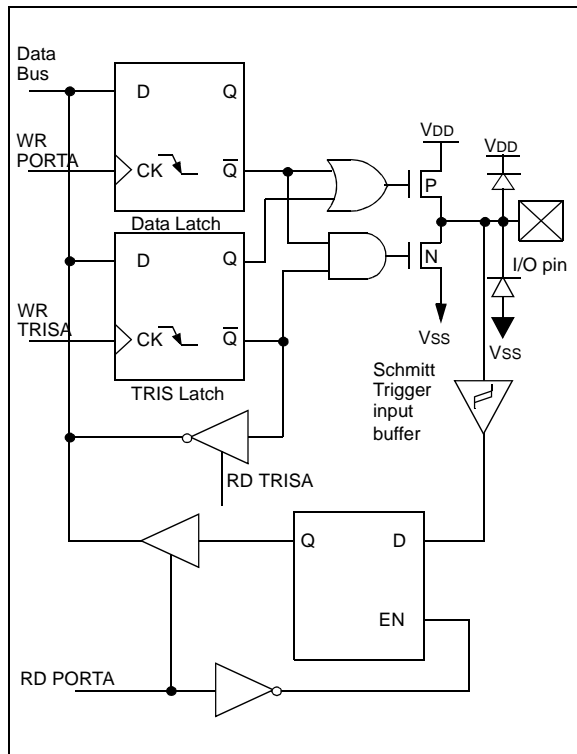 Data
Bus
D Q
VDD
WR
PORTA
CK Q
P
VDD
Data Latch
D Q
N
I/O pin
WR
TRISA
CK Q
VSS
VSS
TRIS Latch
Schmitt
Trigger
input
buffer
RD TRISA
Q D
EN
RD PORTA